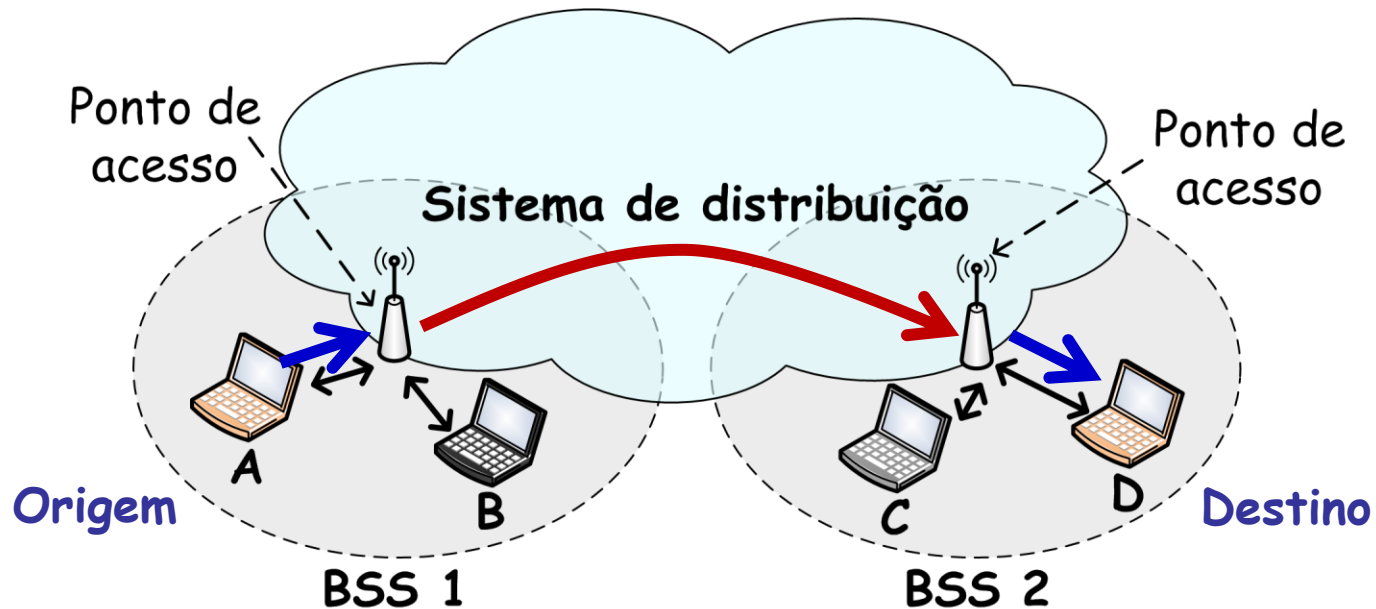 Ponto de
acesso
Ponto de
acesso
Sistema de distribuição
A
B
C
D
Origem
Destino
BSS 1
BSS 2